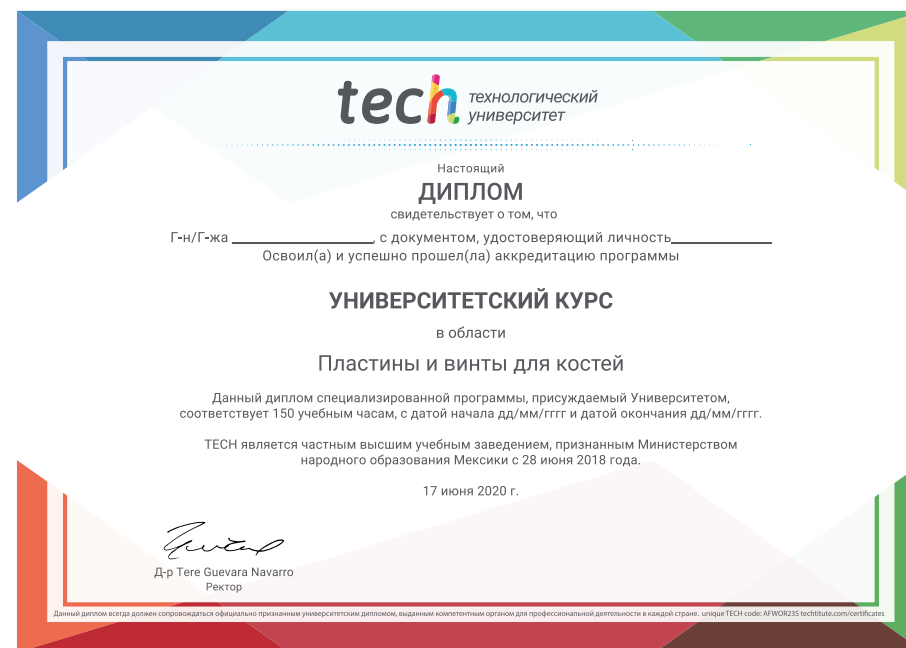 tech технологический
университет
Настоящий
ДИПЛОМ
свидетельствует о том, что
Г-н/Г-жа ____________________, с документом, удостоверяющий личность______________
Освоил(а) и успешно прошел(ла) аккредитацию программы
УНИВЕРСИТЕТСКИЙ КУРС
в области
Пластины и винты для костей
Данный диплом специализированной программы, присуждаемый Университетом,
соответствует 150 учебным часам, с датой начала дд/мм/гггг и датой окончания дд/мм/гггг.
TECH является частным высшим учебным заведением, признанным Министерством
народного образования Мексики с 28 июня 2018 года.
17 июня 2020 г.
Д-р Tere Guevara Navarro
Ректор
Данный диплом всегда должен сопровождаться официально признанным университетским дипломом, выданным компетентным органом для профессиональной деятельности в каждой стране. unique TECH code: AFWOR23S techtitute.com/certificates